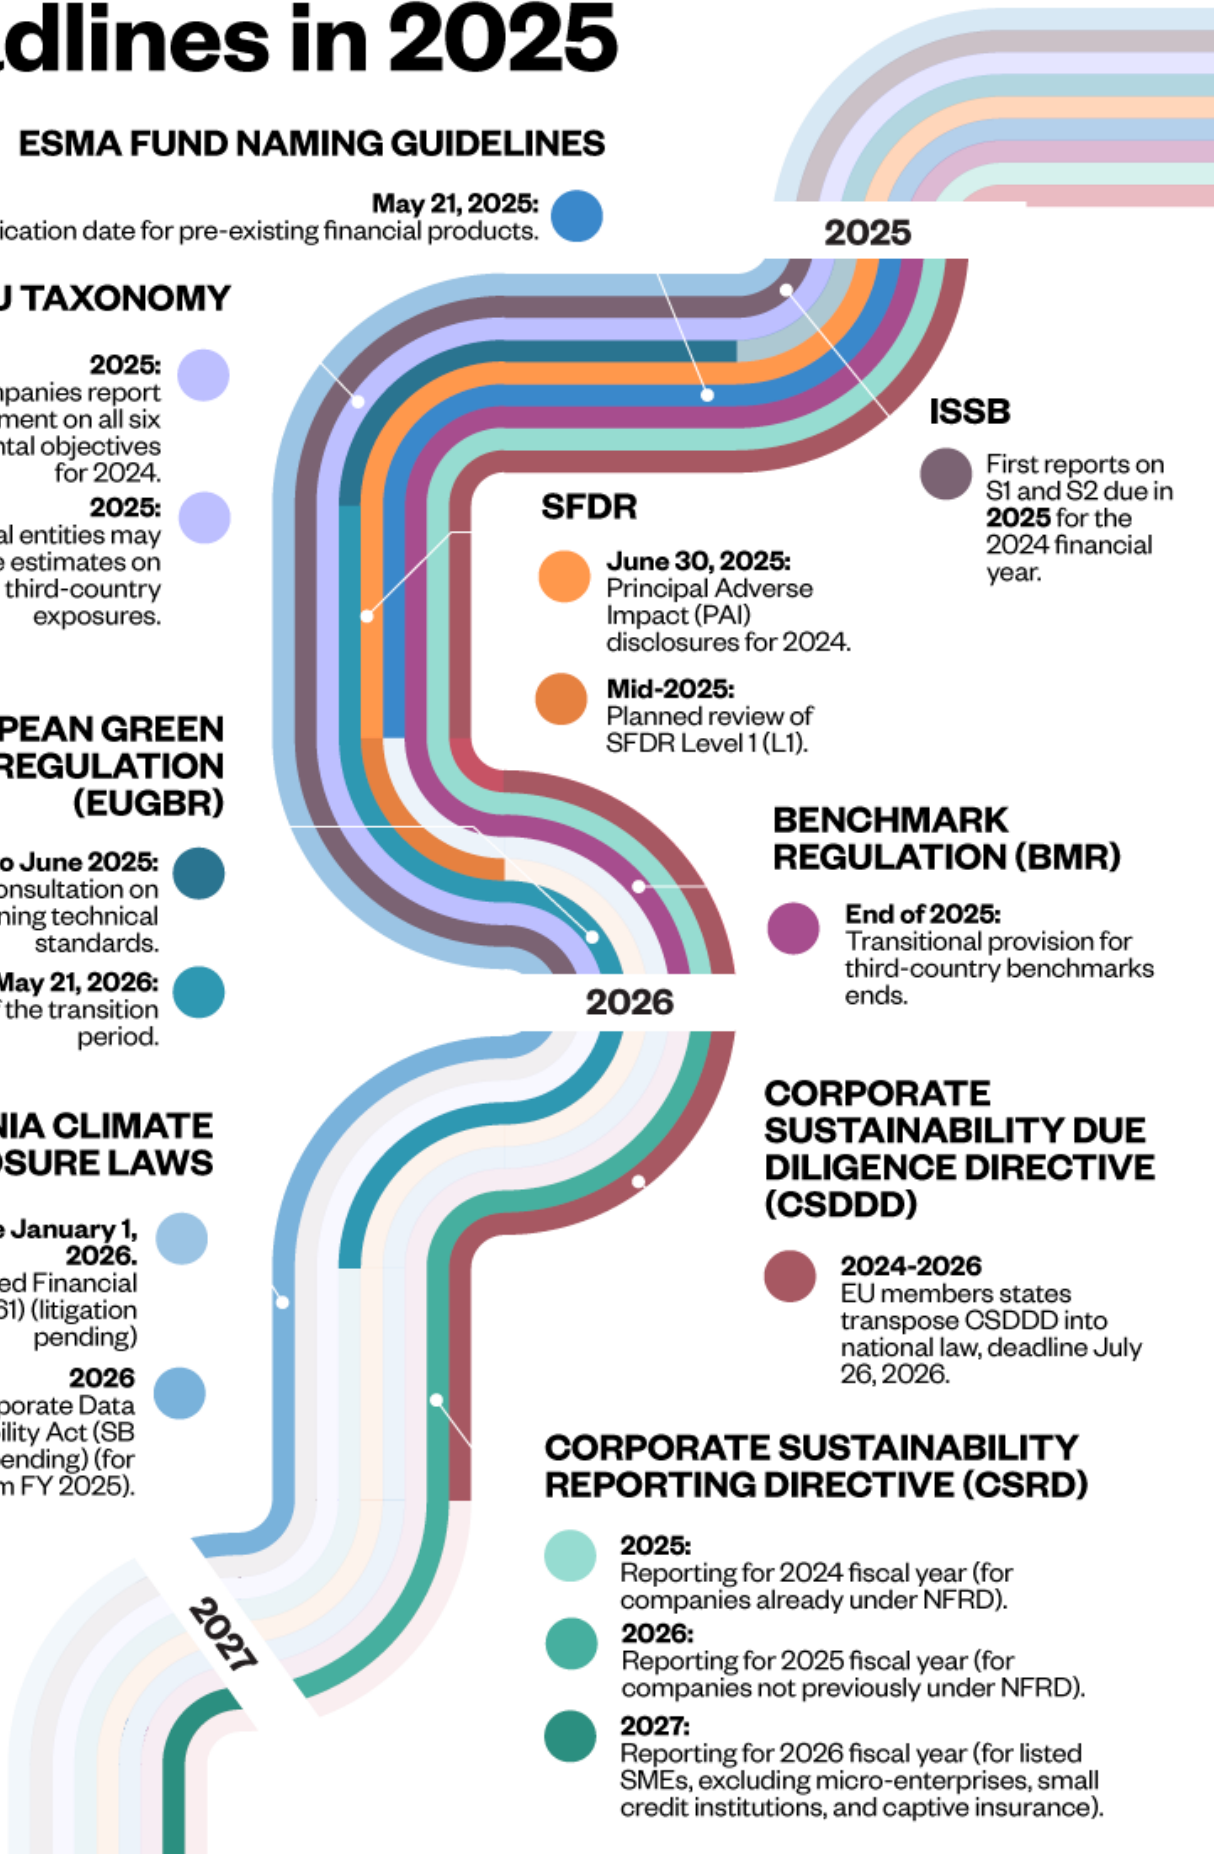 dlines in 2025
ESMA FUND NAMING GUIDELINES
May 21, 2025:
ication date for pre-existing financial products.
2025
U TAXONOMY
2025:
mpanies report
ment on all six
ntal objectives
for 2024.
2025:
al entities may
e estimates on
third-country
exposures.
ISSB
First reports on
S1 and S2 due in
2025 for the
2024 financial
year.
SFDR
June 30, 2025:
Principal Adverse
Impact (PAI)
disclosures for 2024.
Mid-2025:
Planned review of
SFDR Level 1 (L1).
PEAN GREEN
REGULATION
(EUGBR)
o June 2025:
onsultation on
ning technical
standards.
May 21, 2026:
f the transition
period.
BENCHMARK
REGULATION (BMR)
End of 2025:
Transitional provision for
third-country benchmarks
ends.
2026
NIA CLIMATE
OSURE LAWS
e January 1,
2026.
ed Financial
61) (litigation
pending)
2026
porate Data
ility Act (SB
ending) (for
m FY 2025).
CORPORATE
SUSTAINABILITY DUE
DILIGENCE DIRECTIVE
(CSDDD)
2024-2026
EU members states
transpose CSDDD into
national law, deadline July
26, 2026.
CORPORATE SUSTAINABILITY
REPORTING DIRECTIVE (CSRD)
2025:
Reporting for 2024 fiscal year (for
companies already under NFRD).
2026:
Reporting for 2025 fiscal year (for
companies not previously under NFRD).
2027:
Reporting for 2026 fiscal year (for listed
SMEs, excluding micro-enterprises, small
credit institutions, and captive insurance).
2027